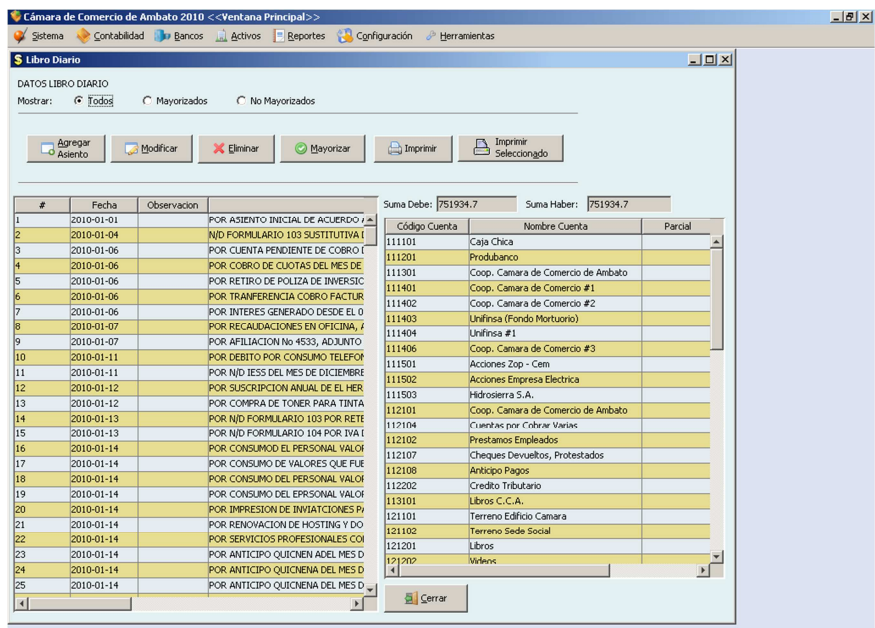 Cámara de Comercio de Ambato 2010 <<Ventana Principal>>
Sistema Contabilidad Bancos Activos Reportes Configuración Herramientas
Libro Diario
DATOS LIBRO DIARIO
Mostrar: Todos Mayorizados No Mayorizados
Agregar Asiento Modificar Eliminar Mayorizar Imprimir Imprimir Seleccionado
Suma Debe: 751934.7 Suma Haber: 751934.7
# Fecha Observacion
1 2010-01-01 POR ASIENTO INICIAL DE ACUERDO
2 2010-01-04 N/D FORMULARIO 103 SUSTITUTIVA
3 2010-01-06 POR CUENTA PENDIENTE DE COBRO
4 2010-01-06 POR COBRO DE CUOTAS DEL MES DE
5 2010-01-06 POR RETIRO DE POLIZA DE INVERSIC
6 2010-01-06 POR TRANFERENCIA COBRO FACTUR
7 2010-01-06 POR INTERES GENERADO DESDE EL 0
8 2010-01-07 POR RECAUDACIONES EN OFICINA, A
9 2010-01-07 POR AFILIACION No 4533, ADJUNTO
10 2010-01-11 POR DEBITO POR CONSUMO TELEFON
11 2010-01-11 POR N/D IESS DEL MES DE DICIEMBRE
12 2010-01-12 POR SUSCRIPCION ANUAL DE EL HER
13 2010-01-12 POR COMPRA DE TONER PARA TINTA
14 2010-01-13 POR N/D FORMULARIO 103 POR RETE
15 2010-01-13 POR N/D FORMULARIO 104 POR IVA
16 2010-01-14 POR CONSUMOD EL PERSONAL VALOR
17 2010-01-14 POR CONSUMO DE VALORES QUE FUE
18 2010-01-14 POR CONSUMO DEL PERSONAL VALOR
19 2010-01-14 POR CONSUMO DEL EPRSONAL VALOR
20 2010-01-14 POR IMPRESION DE INVIATCIONES PA
21 2010-01-14 POR RENOVACION DE HOSTING Y DO
22 2010-01-14 POR SERVICIOS PROFESIONALES COI
23 2010-01-14 POR ANTICIPO QUICNEN ADEL MES D
24 2010-01-14 POR ANTICIPO QUICNENA DEL MES D
25 2010-01-14 POR ANTICIPO QUICNENA DEL MES D
Código Cuenta Nombre Cuenta Parcial
111101 Caja Chica
111201 Produbanco
111301 Coop. Camara de Comercio de Ambato
111401 Coop. Camara de Comercio #1
111402 Coop. Camara de Comercio #2
111403 Unifinsa (Fondo Mortuorio)
111404 Unifinsa #1
111406 Coop. Camara de Comercio #3
111501 Acciones Zop - Cem
111502 Acciones Empresa Electrica
111503 Hidrosierra S.A.
112101 Coop. Camara de Comercio de Ambato
112104 Cuentas por Cobrar Varias
112102 Prestamos Empleados
112107 Cheques Devueltos, Protestados
112108 Anticipo Pagos
112202 Credito Tributario
113101 Libros C.C.A.
121101 Terreno Edificio Camara
121102 Terreno Sede Social
121201 Libros
121202 Videos
Cerrar